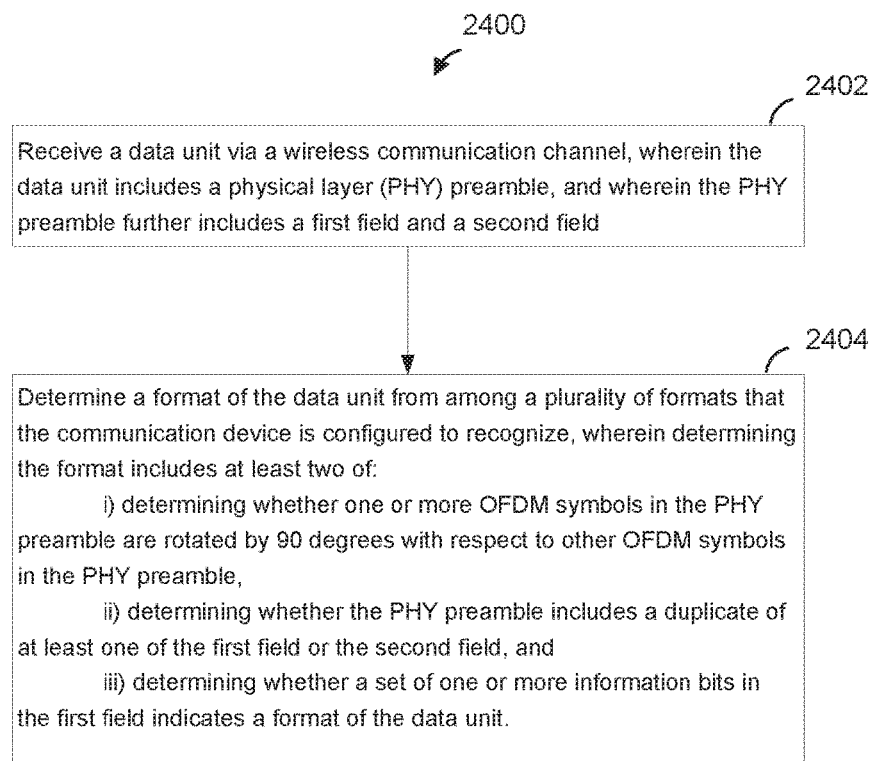 2400
2402
Receive a data unit via a wireless communication channel, wherein the
data unit includes a physical layer (PHY) preamble, and wherein the PHY
preamble further includes a first field and a second field
2404
Determine a format of the data unit from among a plurality of formats that
the communication device is configured to recognize, wherein determining
the format includes at least two of:
i) determining whether one or more OFDM symbols in the PHY
preamble are rotated by 90 degrees with respect to other OFDM symbols
in the PHY preamble,
ii) determining whether the PHY preamble includes a duplicate of
at least one of the first field or the second field, and
iii) determining whether a set of one or more information bits in
the first field indicates a format of the data unit.